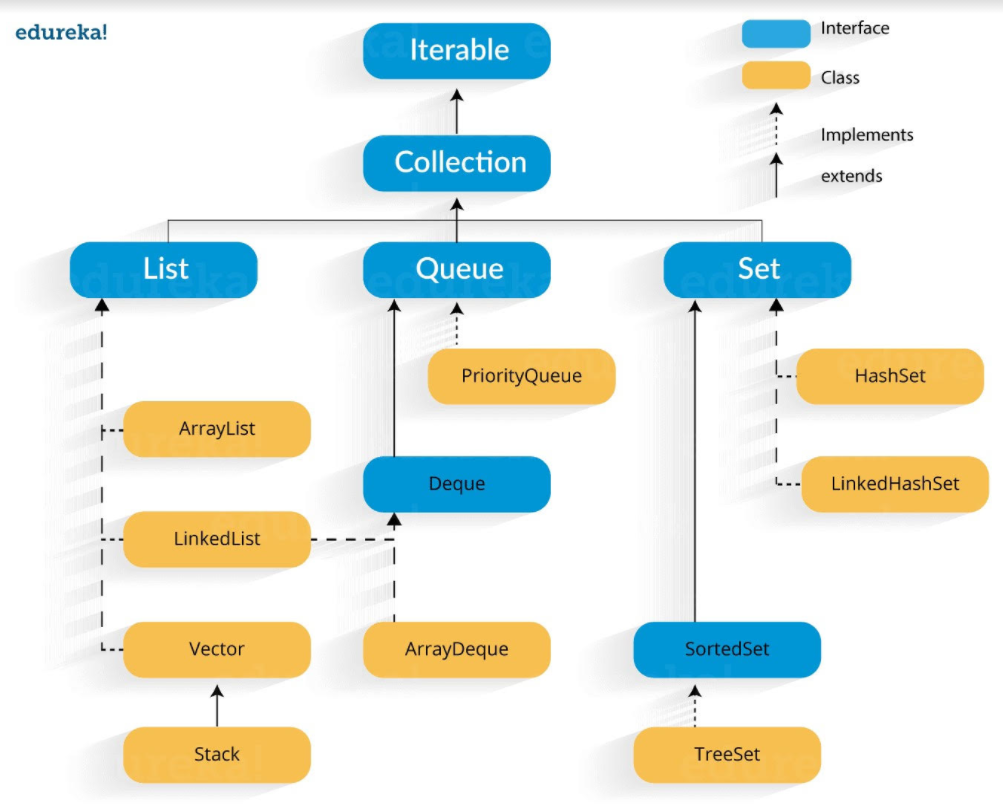 edureka!
Iterable
Interface
Class
Collection
Implements
extends
List
Queue
Set
PriorityQueue
HashSet
ArrayList
Deque
LinkedHashSet
LinkedList
Vector
ArrayDeque
SortedSet
Stack
TreeSet